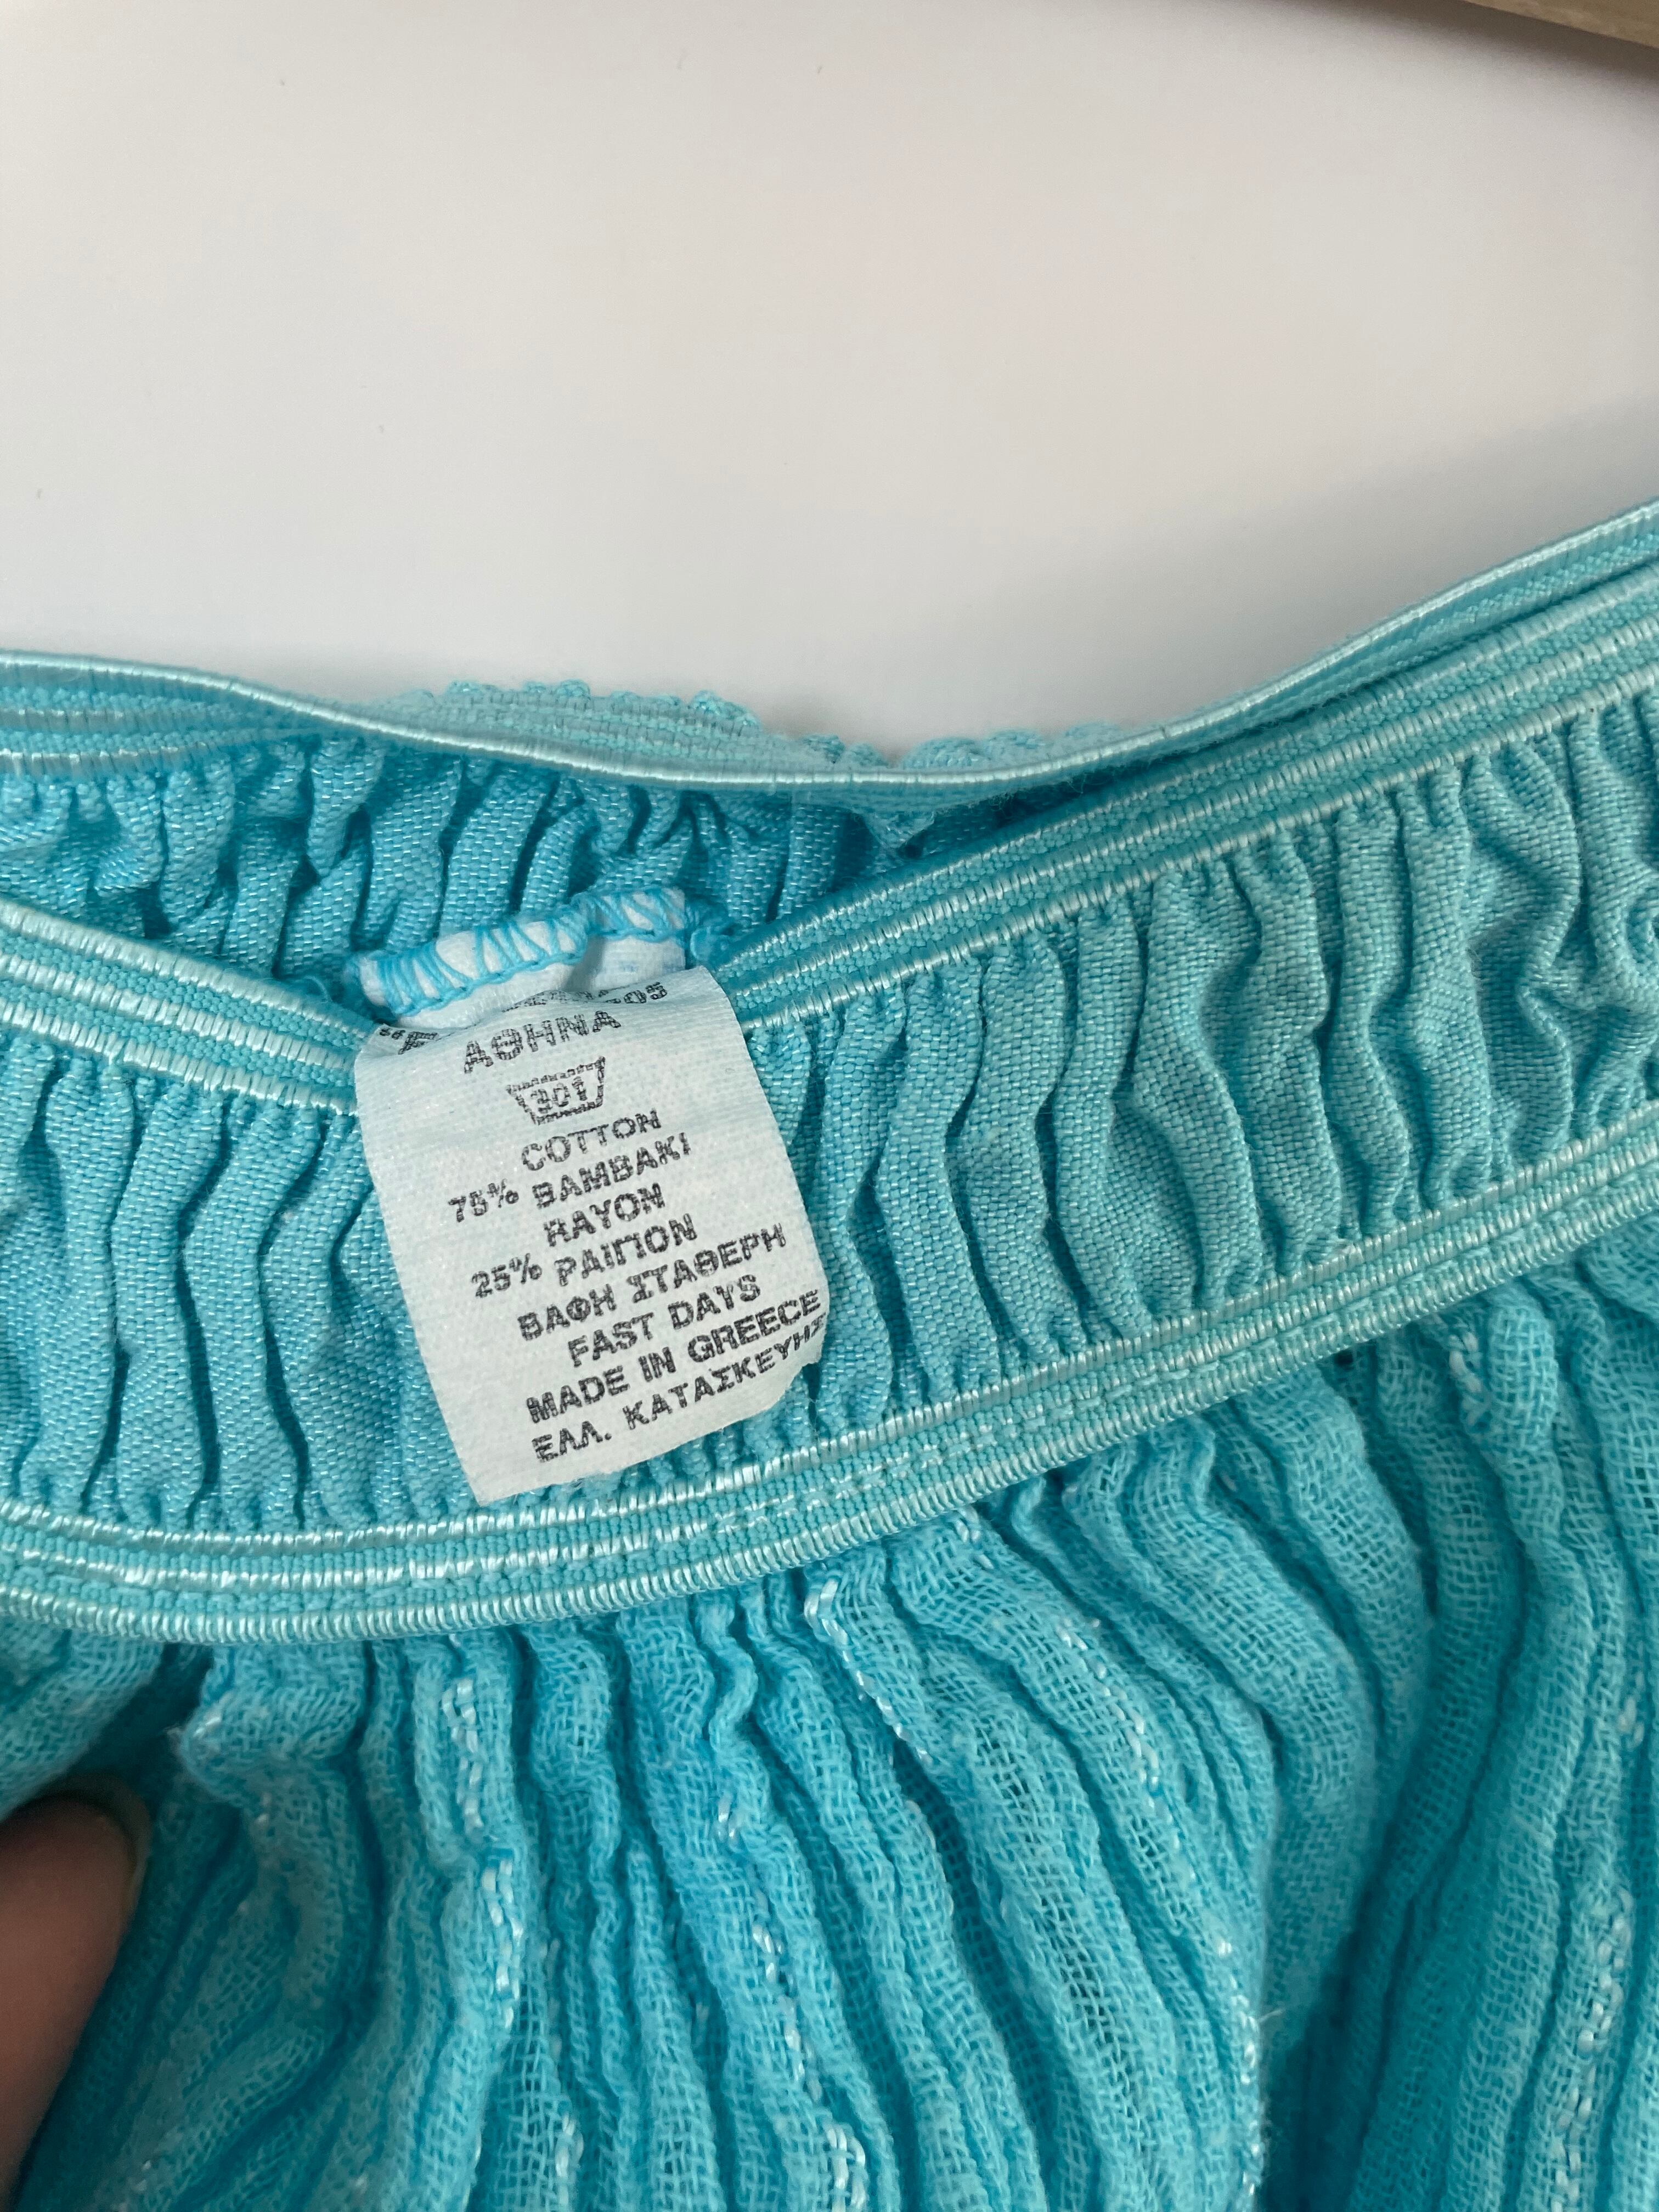 ΑΘΗΝΑ
30°
COTTON
75% ΒΑΜΒΑΚΙ
RAYON
25% ΡΑΙΓΙΟΝ
ΒΑΦΗ ΣΤΑΘΕΡΗ
FAST DAYS
MADE IN GREECE
ΕΛΛ. ΚΑΤΑΣΚΕΥΗΣ